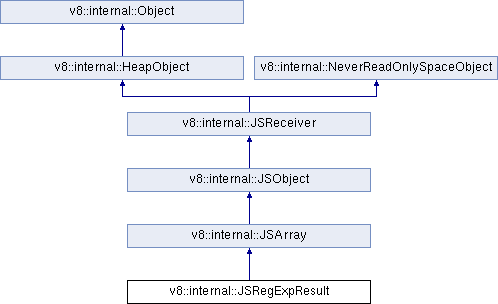 v8::internal::Object
v8::internal::HeapObject
v8::internal::NeverReadOnlySpaceObject
v8::internal::JSReceiver
v8::internal::JSObject
v8::internal::JSArray
v8::internal::JSRegExpResult